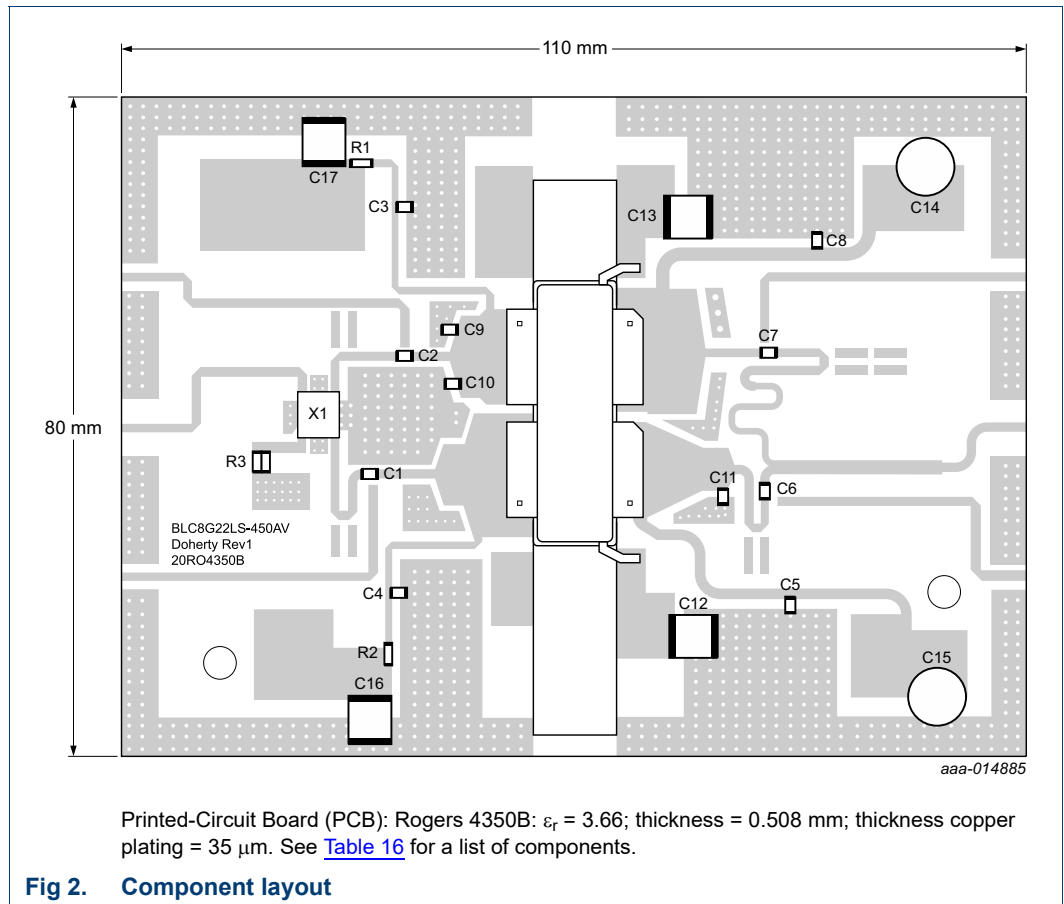 110 mm
80 mm
R1
C17
C3
C13
C14
C8
C9
C2
C7
C10
X1
R3
C1
C11
C6
BLC8G22LS-450AV
Doherty Rev1
20RO4350B
C4
C5
C12
R2
C15
C16
aaa-014885
Printed-Circuit Board (PCB): Rogers 4350B: εr = 3.66; thickness = 0.508 mm; thickness copper
plating = 35 μm. See Table 16 for a list of components.
Fig 2. Component layout